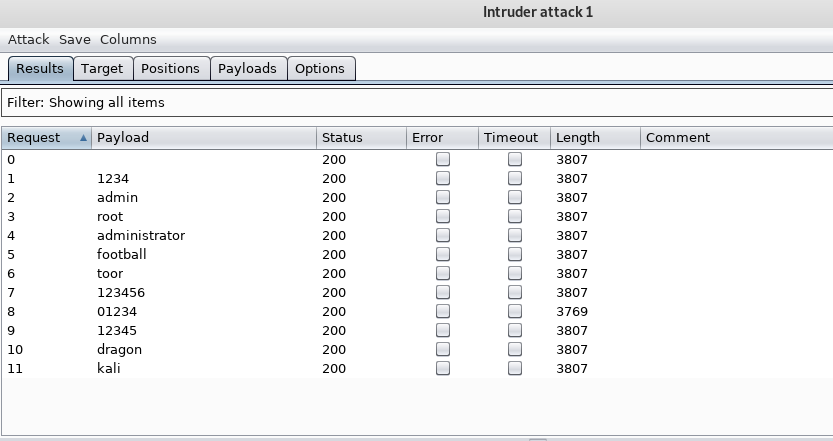 Intruder attack 1
Attack Save Columns
Results Target Positions Payloads Options
Filter: Showing all items
Request Payload Status Error Timeout Length Comment
0 200 3807
1 1234 200 3807
2 admin 200 3807
3 root 200 3807
4 administrator 200 3807
5 football 200 3807
6 toor 200 3807
7 123456 200 3807
8 01234 200 3769
9 12345 200 3807
10 dragon 200 3807
11 kali 200 3807